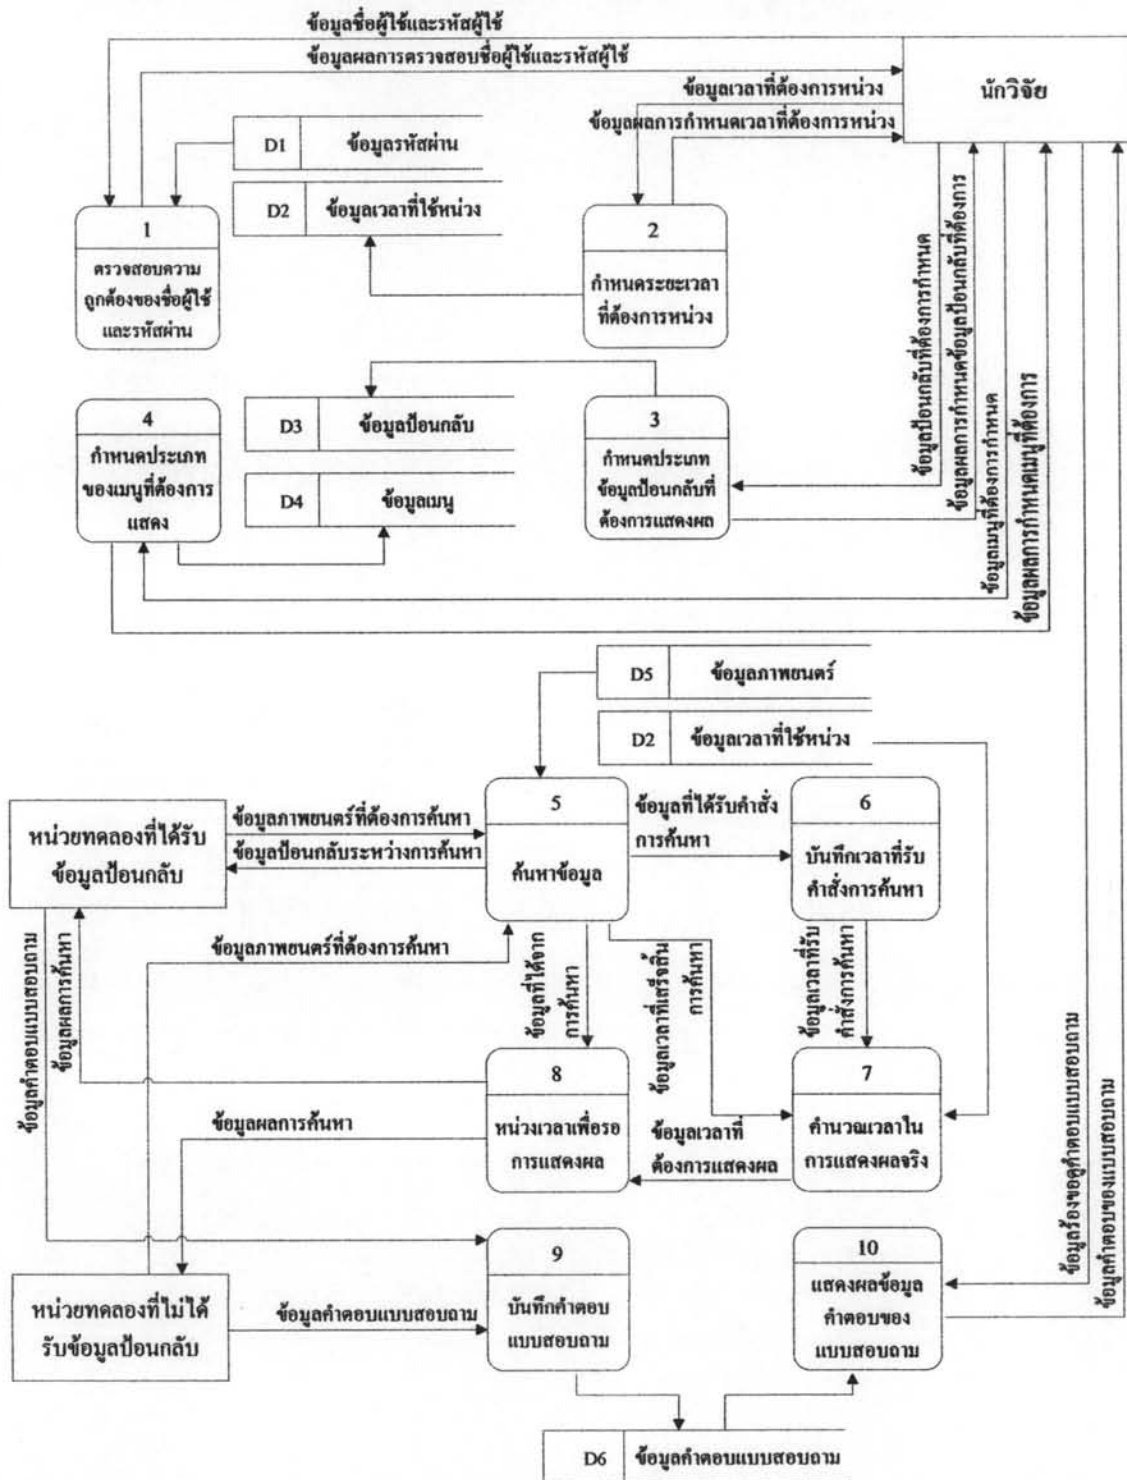 ข้อมูลชื่อผู้ใช้และรหัสผู้ใช้
ข้อมูลผลการตรวจสอบชื่อผู้ใช้และรหัสผู้ใช้
นักวิจัย
ข้อมูลเวลาที่ต้องการหน่วง
ข้อมูลผลการกำหนดเวลาที่ต้องการหน่วง
D1 ข้อมูลรหัสผ่าน
D2 ข้อมูลเวลาที่ใช้หน่วง
1
ตรวจสอบความ
ถูกต้องของชื่อผู้ใช้
และรหัสผ่าน
2
กำหนดระยะเวลา
ที่ต้องการหน่วง
ข้อมูลป้อนกลับที่ต้องการกำหนด
ข้อมูลผลการกำหนดข้อมูลป้อนกลับที่ต้องการ
ข้อมูลเมนูที่ต้องการกำหนด
ข้อมูลผลการกำหนดเมนูที่ต้องการ
4
กำหนดประเภท
ของเมนูที่ต้องการ
แสดง
D3 ข้อมูลป้อนกลับ
D4 ข้อมูลเมนู
3
กำหนดประเภท
ข้อมูลป้อนกลับที่
ต้องการแสดงผล
D5 ข้อมูลภาพยนตร์
D2 ข้อมูลเวลาที่ใช้หน่วง
หน่วยทดลองที่ได้รับ
ข้อมูลป้อนกลับ
ข้อมูลภาพยนตร์ที่ต้องการค้นหา
ข้อมูลป้อนกลับระหว่างการค้นหา
5
ค้นหาข้อมูล
ข้อมูลที่ได้รับคำสั่ง
การค้นหา
6
บันทึกเวลาที่รับ
คำสั่งการค้นหา
ข้อมูลคำตอบแบบสอบถาม
ข้อมูลผลการค้นหา
ข้อมูลภาพยนตร์ที่ต้องการค้นหา
ข้อมูลที่ได้จาก
การค้นหา
ข้อมูลเวลาที่เสร็จสิ้น
การค้นหา
ข้อมูลเวลาที่รับ
คำสั่งการค้นหา
8
หน่วงเวลาเพื่อรอ
การแสดงผล
ข้อมูลเวลาที่
ต้องการแสดงผล
7
คำนวณเวลาใน
การแสดงผลจริง
ข้อมูลผลการค้นหา
ข้อมูลร้องขอดูคำตอบแบบสอบถาม
ข้อมูลคำตอบของแบบสอบถาม
หน่วยทดลองที่ไม่ได้
รับข้อมูลป้อนกลับ
ข้อมูลคำตอบแบบสอบถาม
9
บันทึกคำตอบ
แบบสอบถาม
10
แสดงผลข้อมูล
คำตอบของ
แบบสอบถาม
D6 ข้อมูลคำตอบแบบสอบถาม